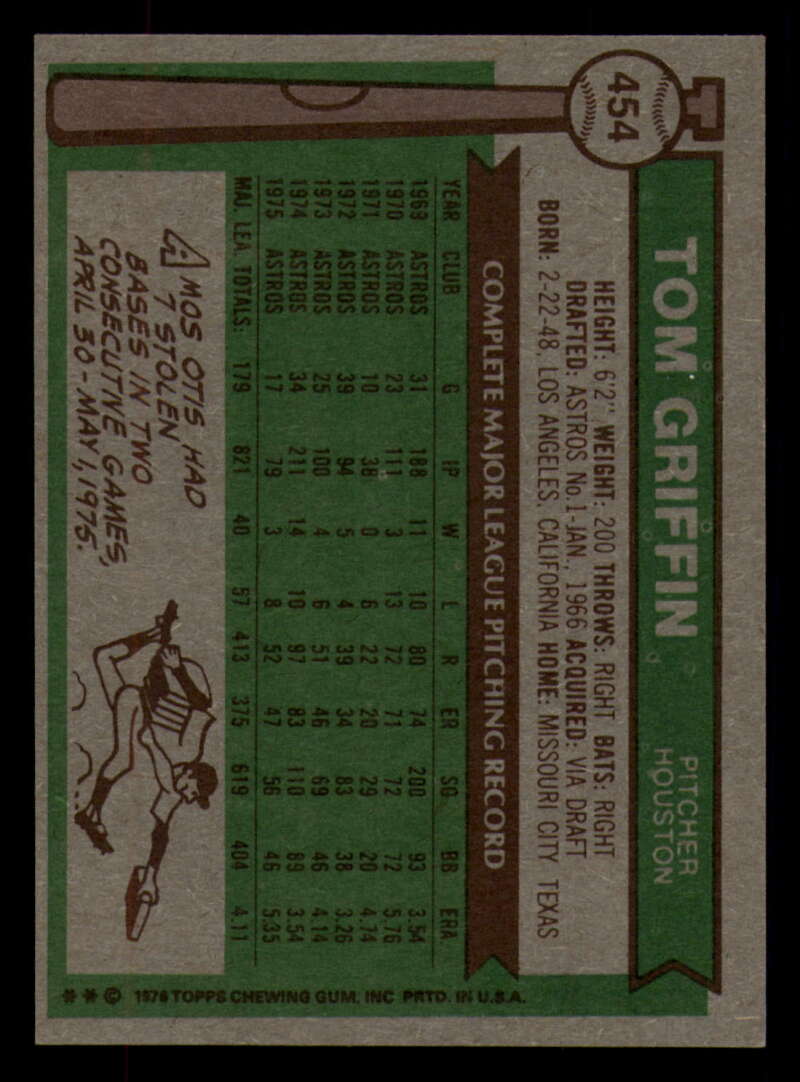 454
TOM GRIFFIN
PITCHER
HOUSTON
HEIGHT: 6'2" WEIGHT: 200 THROWS: RIGHT BATS: RIGHT
DRAFTED: ASTROS No.1-JAN., 1966 ACQUIRED: VIA DRAFT
BORN: 2-22-48, LOS ANGELES, CALIFORNIA HOME: MISSOURI CITY TEXAS
COMPLETE MAJOR LEAGUE PITCHING RECORD
YEAR CLUB G IP W L R ER SO BB ERA
1969 ASTROS 31 188 11 10 80 74 200 93 3.54
1970 ASTROS 23 111 3 13 72 71 72 72 5.76
1971 ASTROS 10 38 0 6 22 20 29 20 4.74
1972 ASTROS 39 94 5 4 39 34 83 38 3.26
1973 ASTROS 25 100 4 6 51 46 69 46 4.14
1974 ASTROS 34 211 14 10 97 83 110 89 3.54
1975 ASTROS 17 79 3 8 52 47 56 46 5.35
MAJ. LEA. TOTALS: 179 821 40 57 413 375 619 404 4.11
AMOS OTIS HAD
7 STOLEN
BASES IN TWO
CONSECUTIVE GAMES,
APRIL 30-MAY 1, 1975.
** © 1976 TOPPS CHEWING GUM, INC PRTD. IN U.S.A.